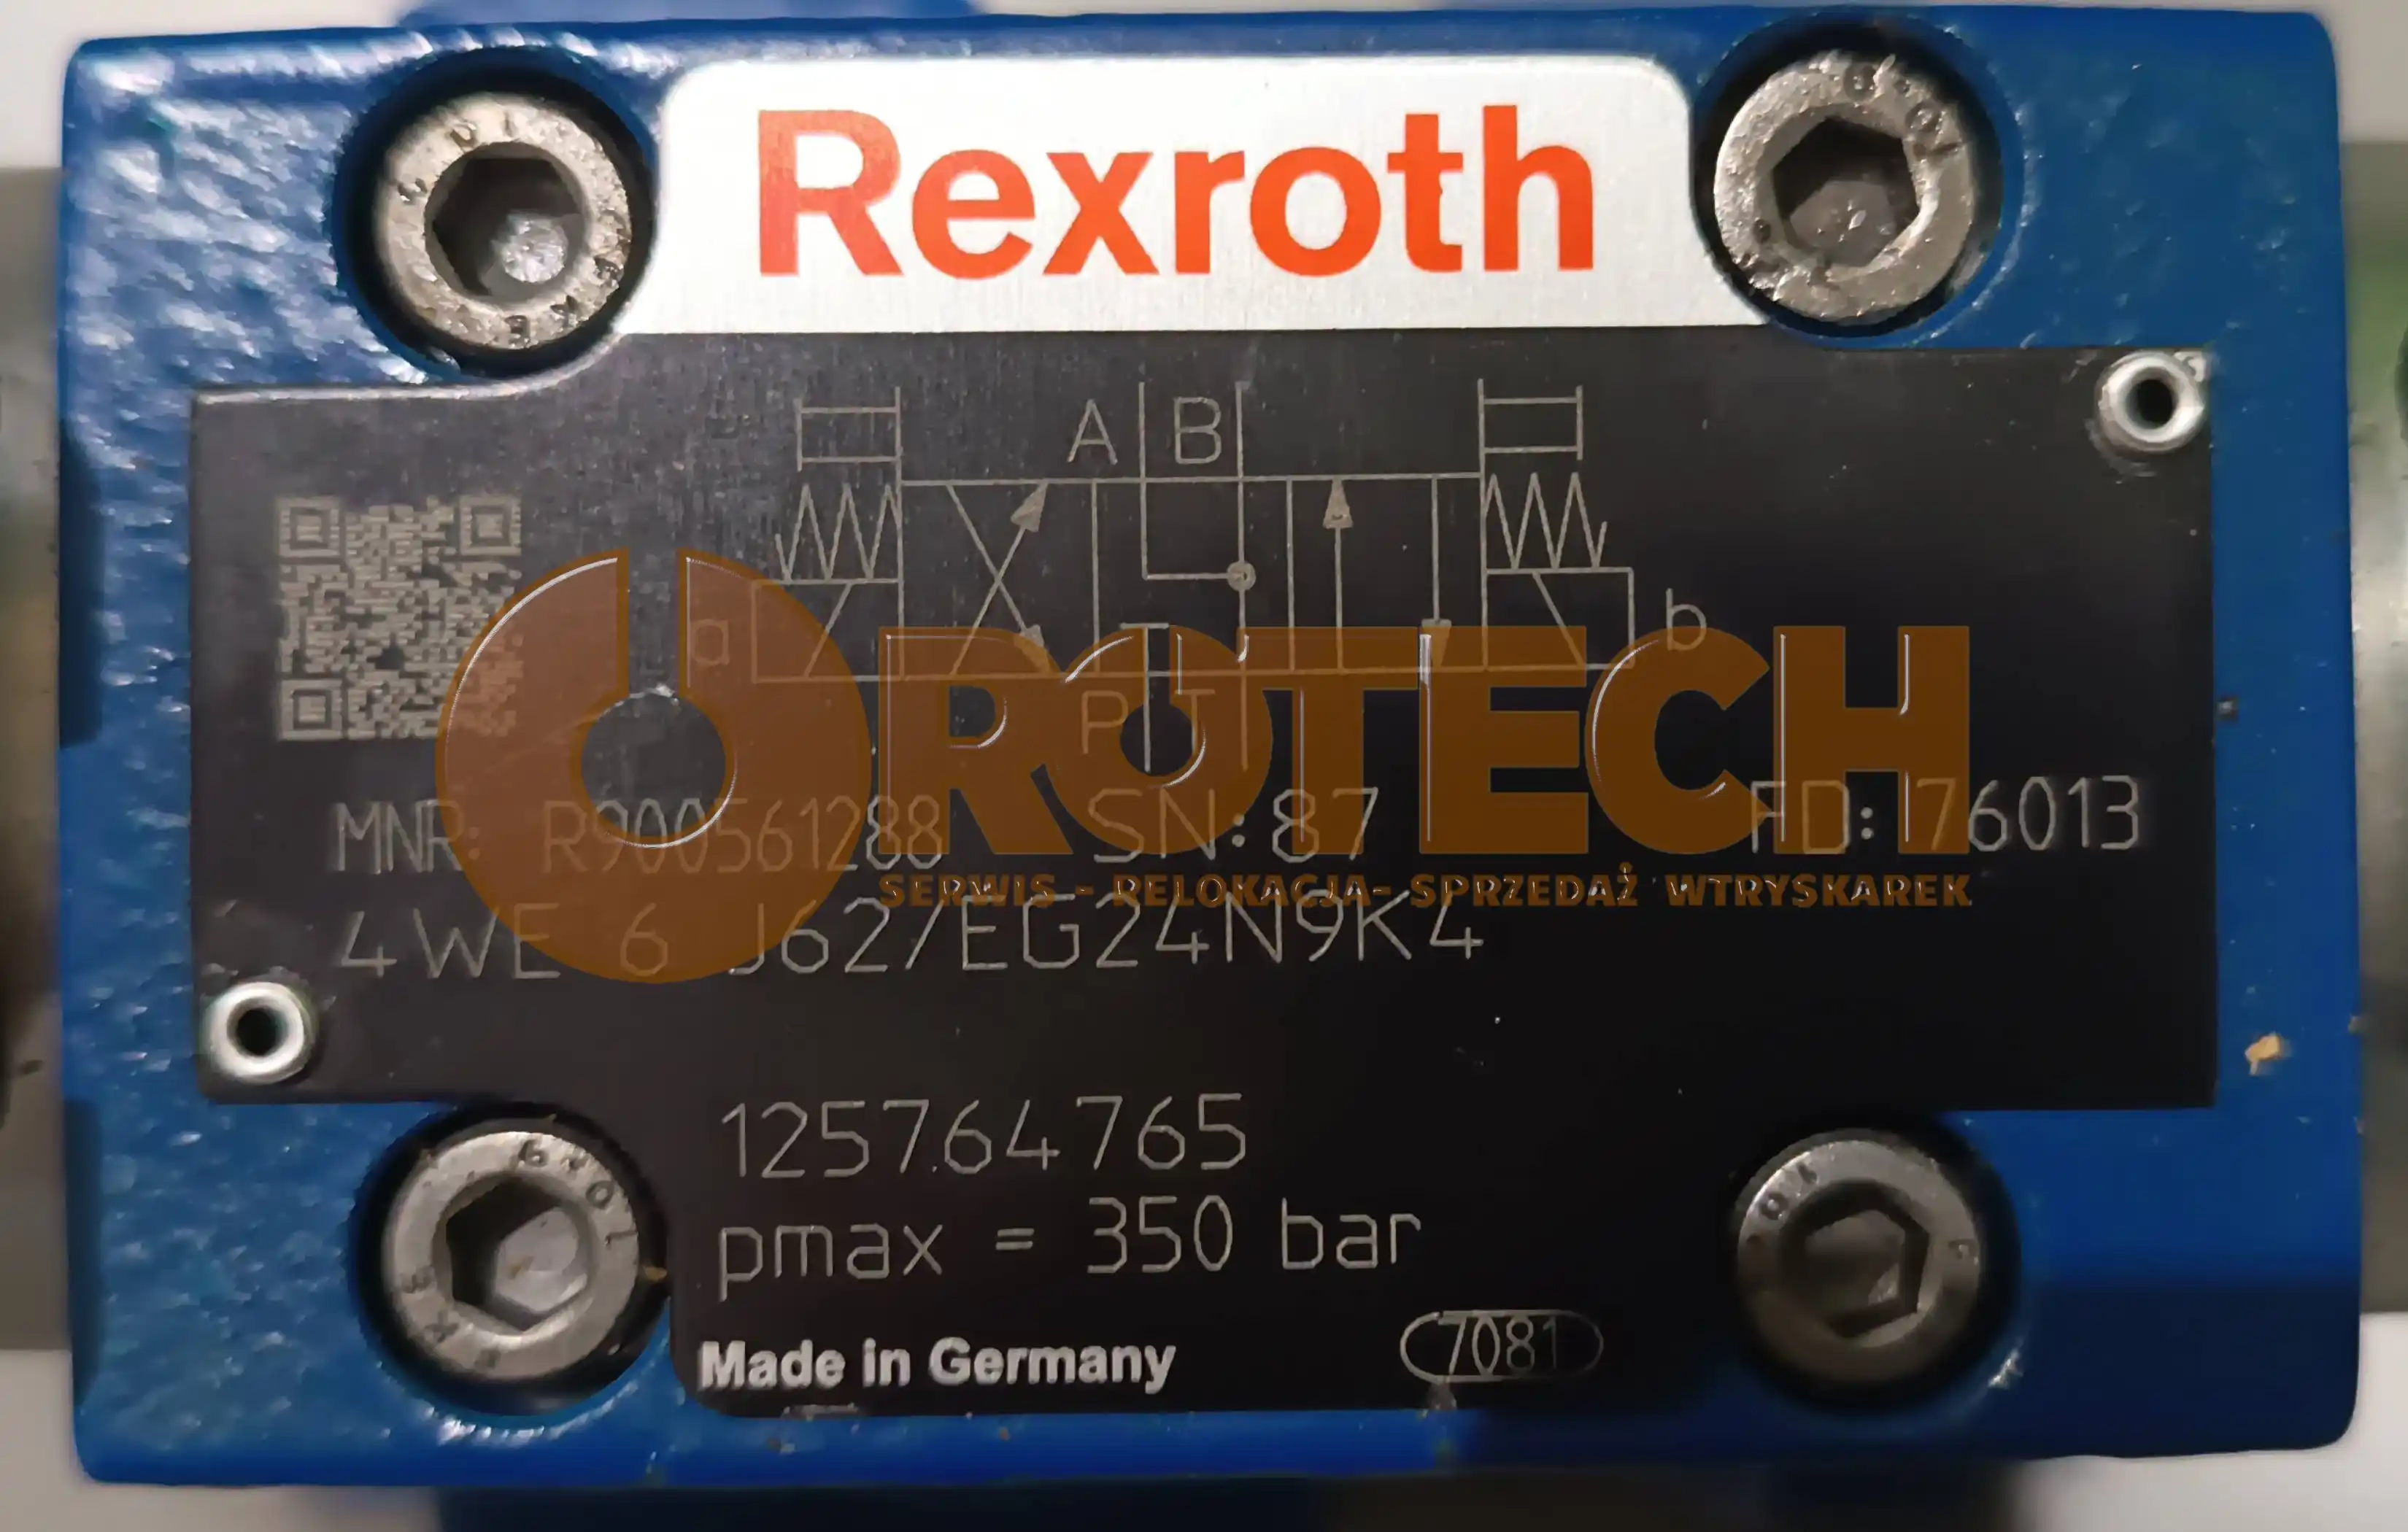 Rexroth
A B
a b
P T
MNR: R900561288 SN: 87 FD: 76013
4WE 6 J62/EG24N9K4
ROTECH
SERWIS - RELOKACJA - SPRZEDAŻ WTRYSKAREK
125764765
pmax = 350 bar
Made in Germany
7081